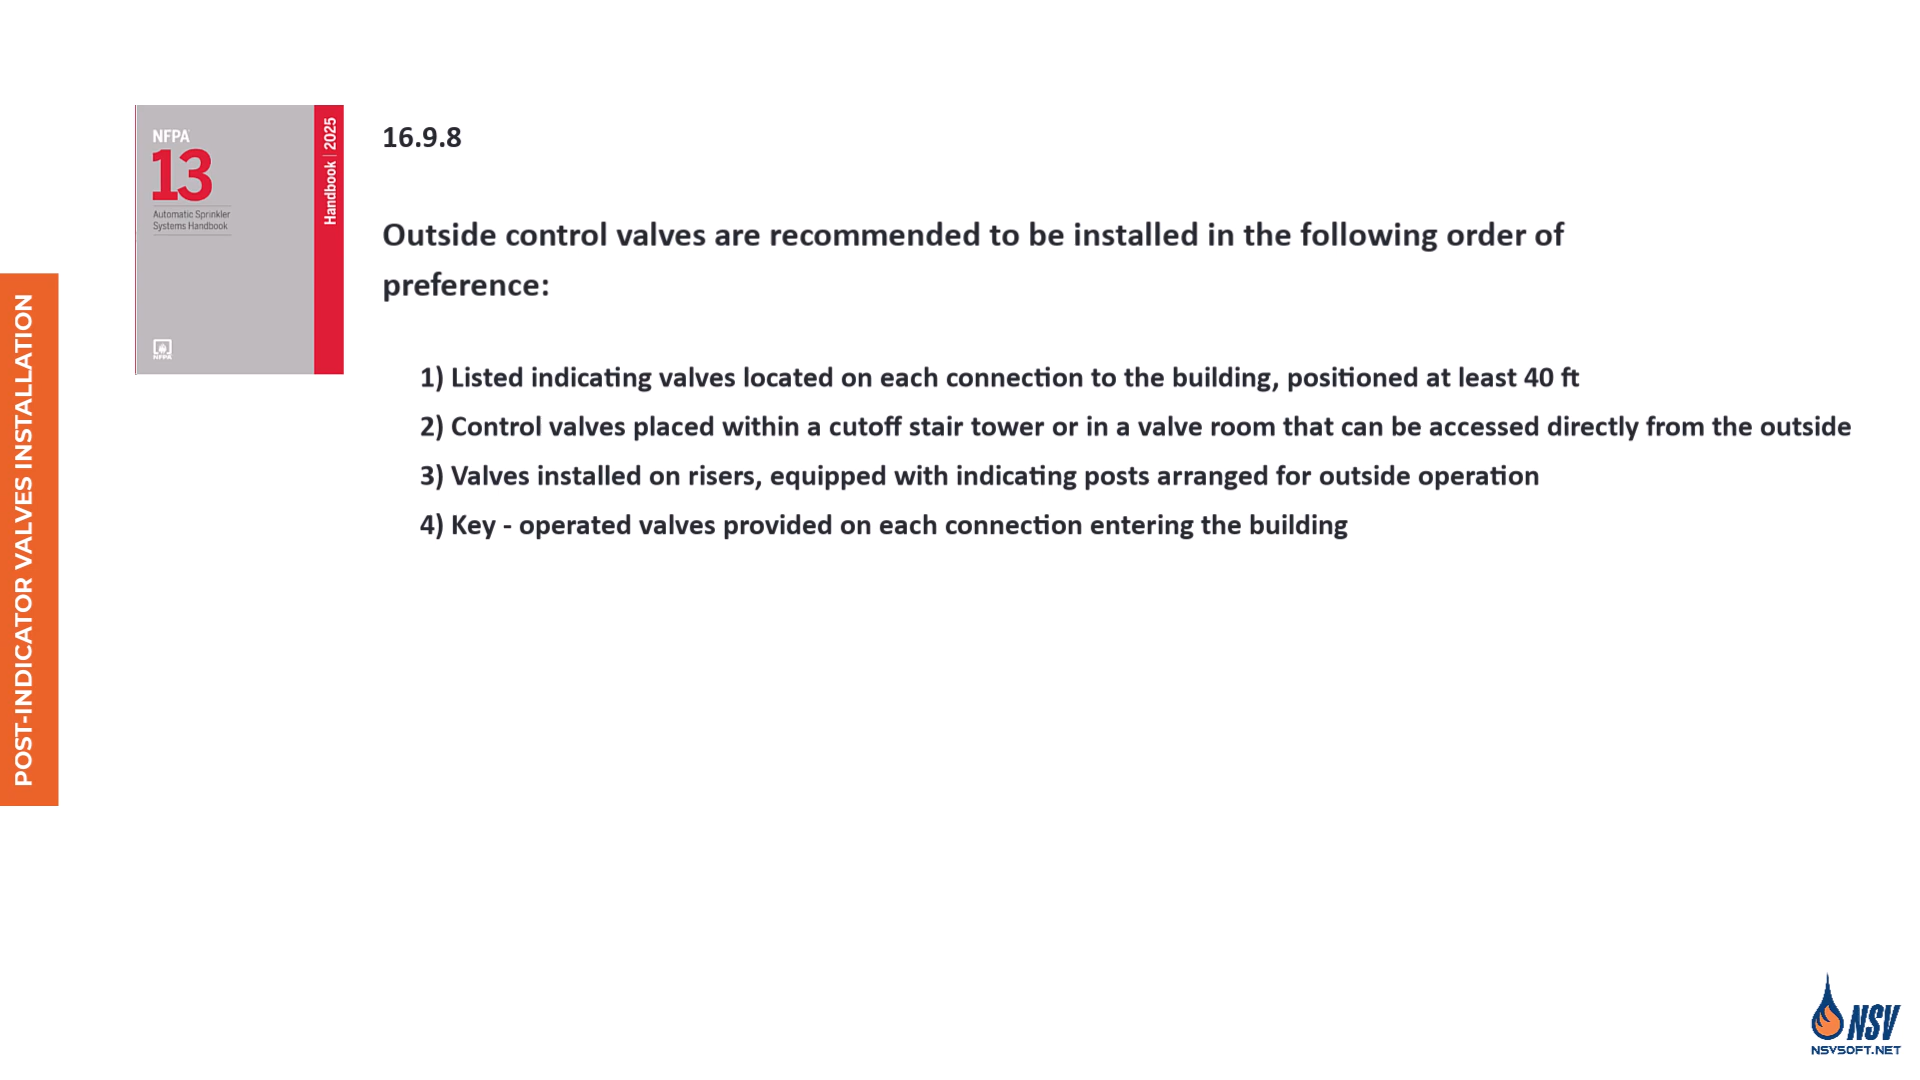 NFPA
13
Automatic Sprinkler
Systems Handbook
Handbook | 2025
NFPA
16.9.8
Outside control valves are recommended to be installed in the following order of
preference:
1) Listed indicating valves located on each connection to the building, positioned at least 40 ft
2) Control valves placed within a cutoff stair tower or in a valve room that can be accessed directly from the outside
3) Valves installed on risers, equipped with indicating posts arranged for outside operation
4) Key - operated valves provided on each connection entering the building
POST-INDICATOR VALVES INSTALLATION
NSV
NSVSOFT.NET